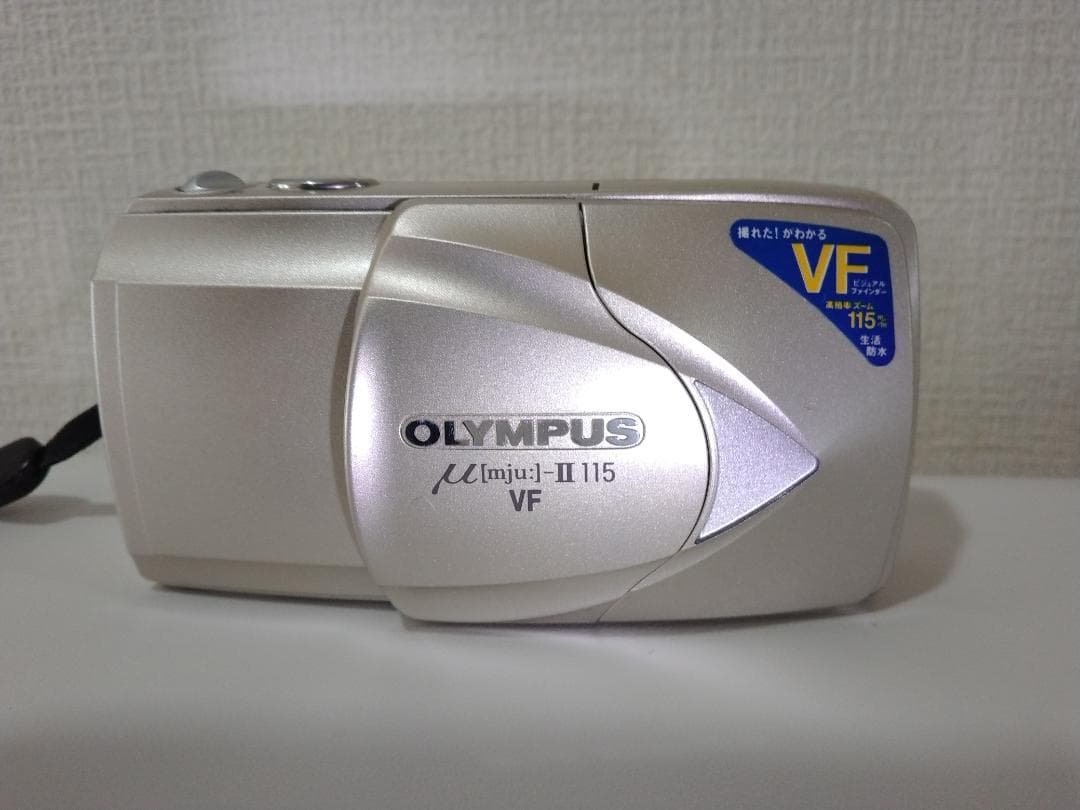 撮れた!がわかる
VF
ビジュアル
ファインダー
高倍率ズーム
115
生活
防水
OLYMPUS
μ[mju:]-II 115
VF